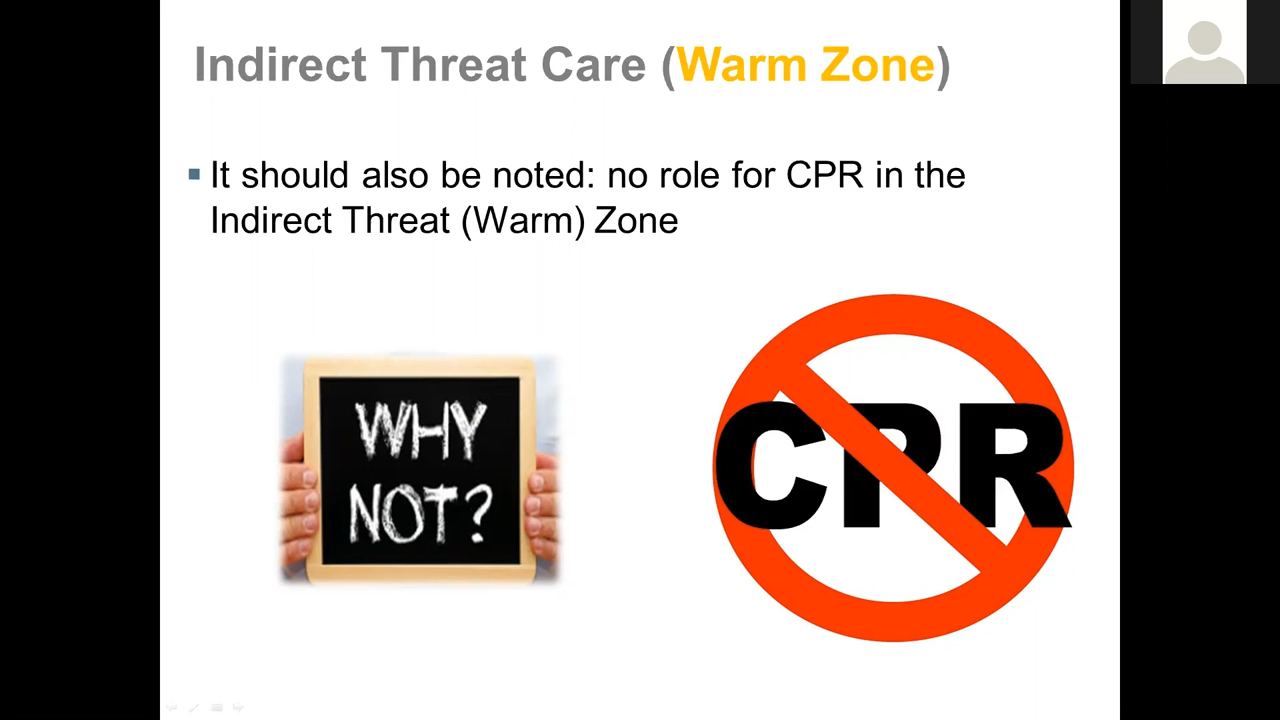 Indirect Threat Care (Warm Zone)
It should also be noted: no role for CPR in the
Indirect Threat (Warm) Zone
WHY
NOT?
CPR